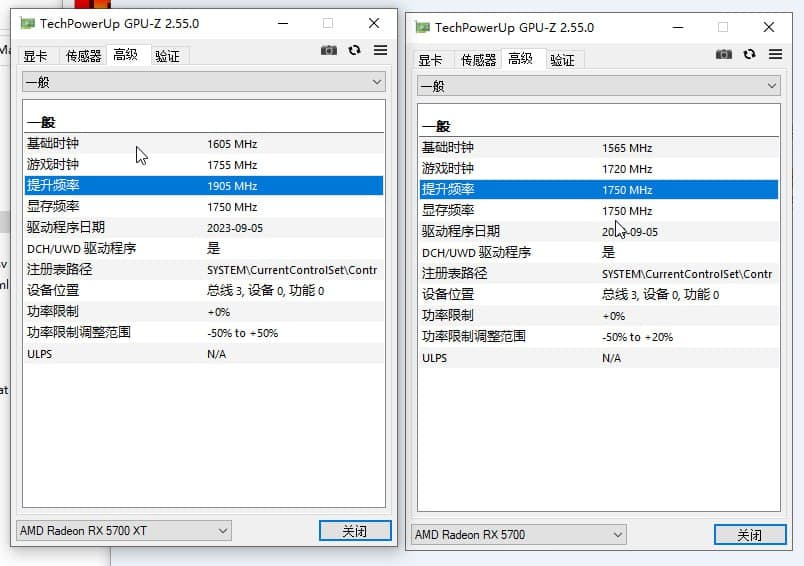 TechPowerUp GPU-Z 2.55.0
显卡 传感器 高级 验证
一般
一般
基础时钟 1605 MHz
游戏时钟 1755 MHz
提升频率 1905 MHz
显存频率 1750 MHz
驱动程序日期 2023-09-05
DCH/UWD 驱动程序 是
注册表路径 SYSTEM\CurrentControlSet\Contr
设备位置 总线 3, 设备 0, 功能 0
功率限制 +0%
功率限制调整范围 -50% to +50%
ULPS N/A
AMD Radeon RX 5700 XT 关闭
TechPowerUp GPU-Z 2.55.0
显卡 传感器 高级 验证
一般
一般
基础时钟 1565 MHz
游戏时钟 1720 MHz
提升频率 1750 MHz
显存频率 1750 MHz
驱动程序日期 2023-09-05
DCH/UWD 驱动程序 是
注册表路径 SYSTEM\CurrentControlSet\Contr
设备位置 总线 3, 设备 0, 功能 0
功率限制 +0%
功率限制调整范围 -50% to +20%
ULPS N/A
AMD Radeon RX 5700 关闭